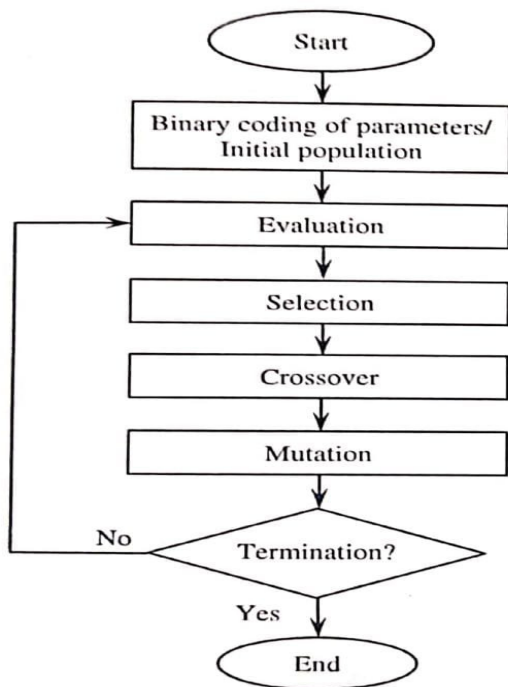 Start
Binary coding of parameters/
Initial population
Evaluation
Selection
Crossover
Mutation
Termination?
No
Yes
End